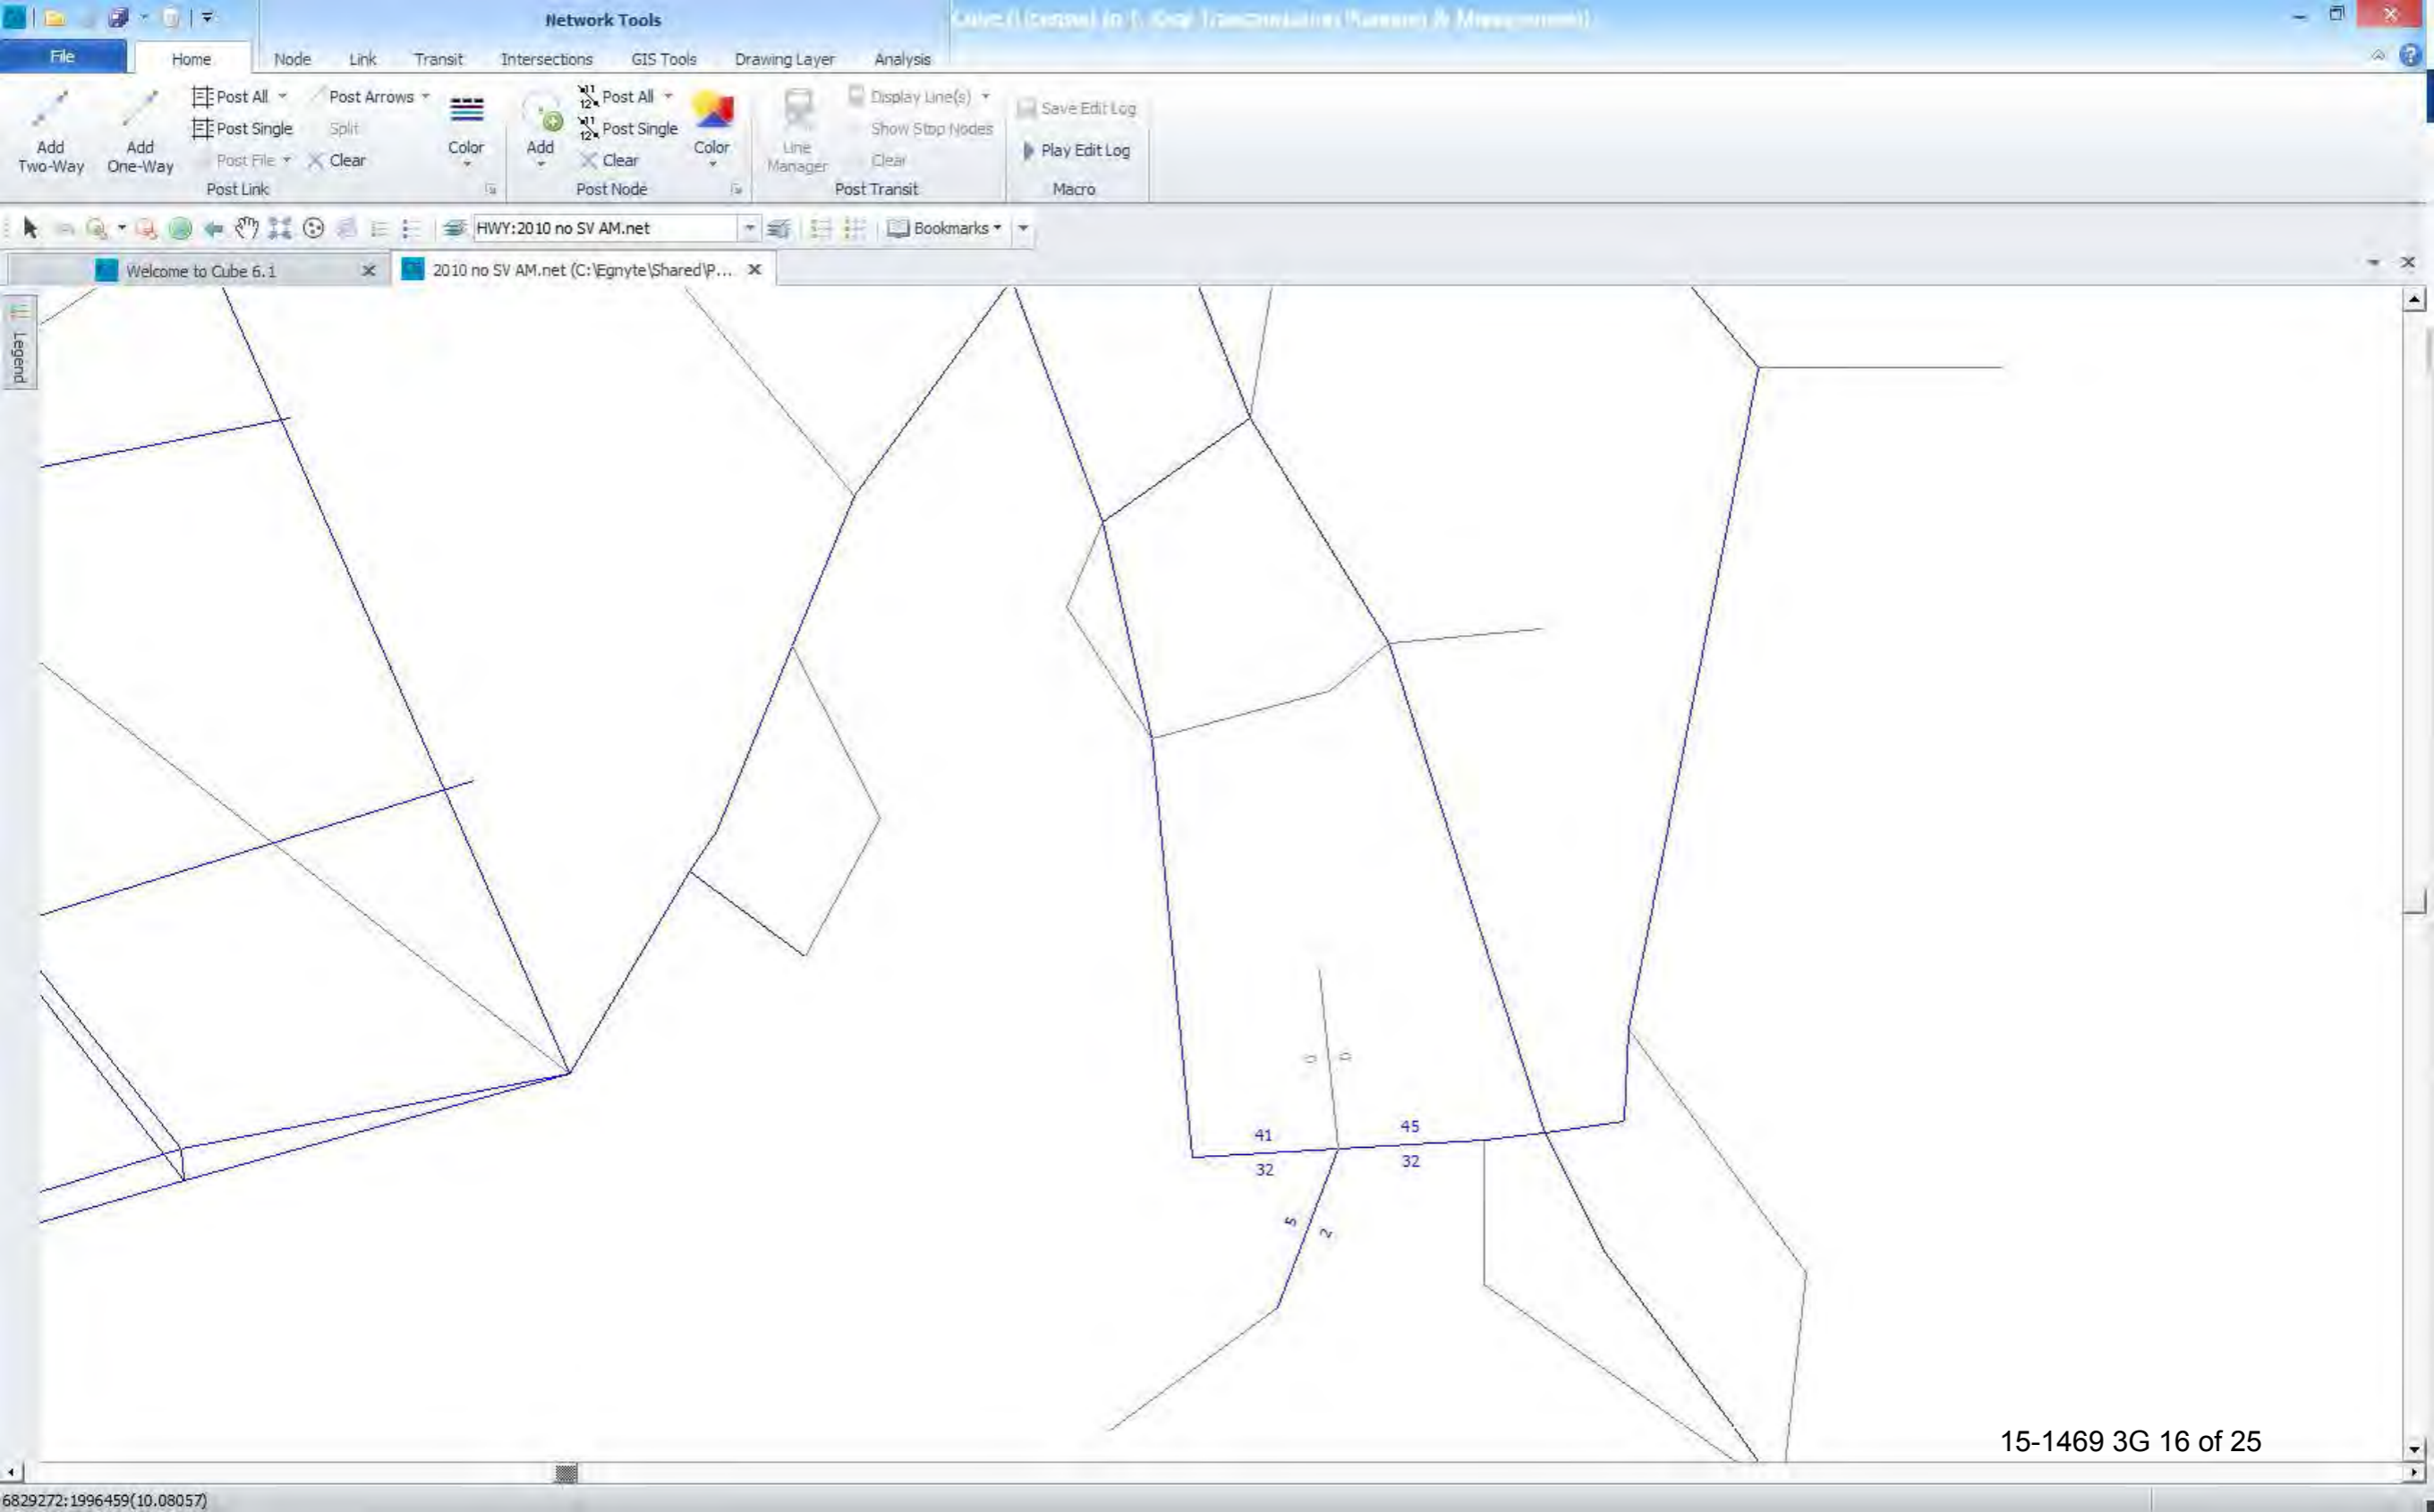 Network Tools
File Home Node Link Transit Intersections GIS Tools Drawing Layer Analysis
Add Two-Way
Add One-Way
Post All
Post Single
Post File
Post Arrows
Split
Clear
Color
Post Link
Add
Post All
Post Single
Clear
Color
Post Node
Line Manager
Display Line(s)
Show Stop Nodes
Clear
Post Transit
Save Edit Log
Play Edit Log
Macro
HWY:2010 no SV AM.net
Bookmarks
Welcome to Cube 6.1
2010 no SV AM.net (C:\Egnyte\Shared\P...
Legend
0 0
41 45
32 32
5 2
15-1469 3G 16 of 25
6829272:1996459(10.08057)